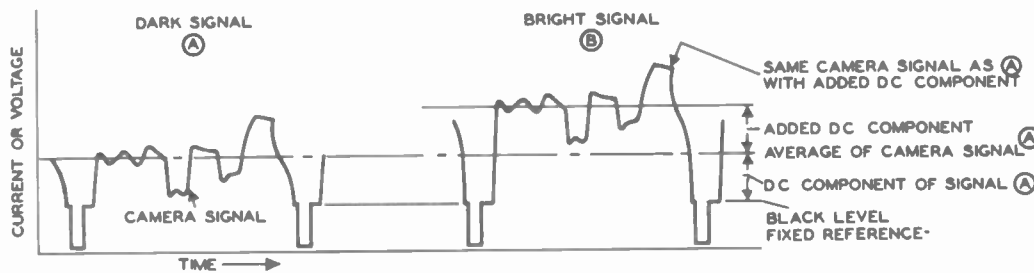 DARK SIGNAL
A
BRIGHT SIGNAL
B
CURRENT OR VOLTAGE
CAMERA SIGNAL
TIME
SAME CAMERA SIGNAL AS A
WITH ADDED DC COMPONENT
ADDED DC COMPONENT
AVERAGE OF CAMERA SIGNAL A
DC COMPONENT OF SIGNAL A
BLACK LEVEL
FIXED REFERENCE-